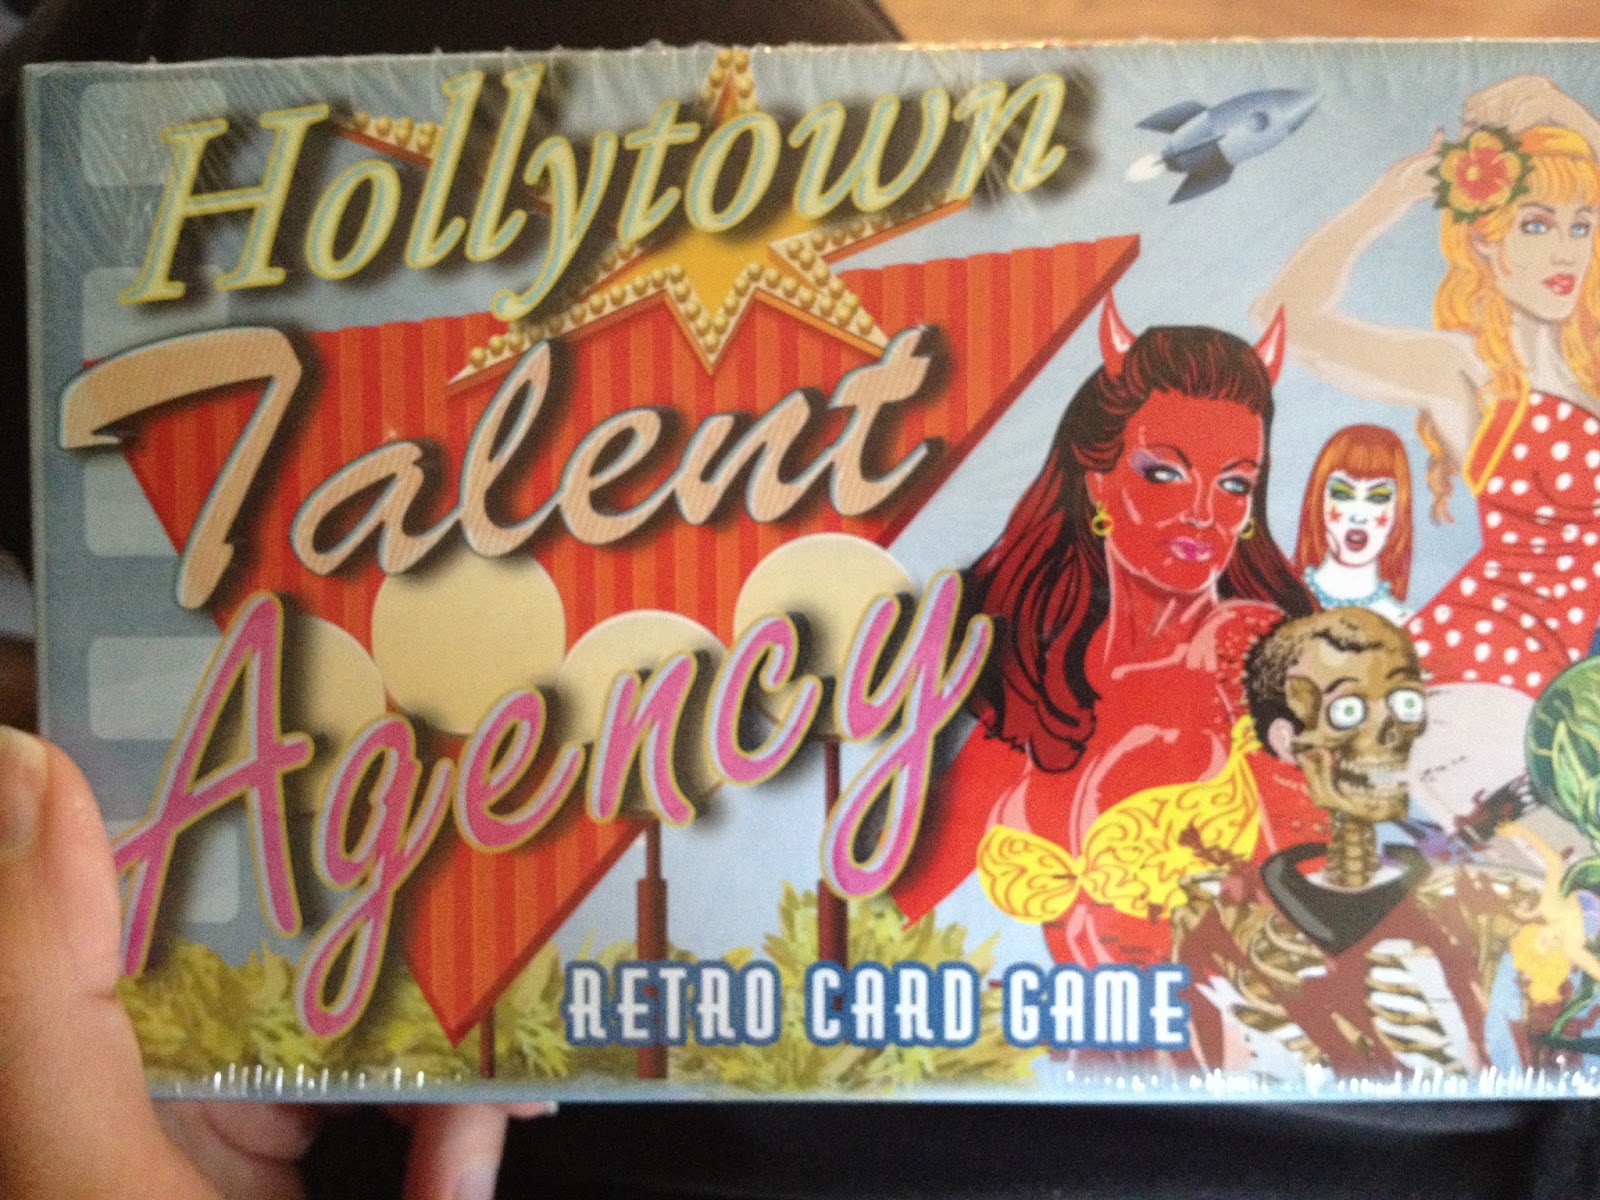 Hollytown
Talent
Agency
RETRO CARD GAME